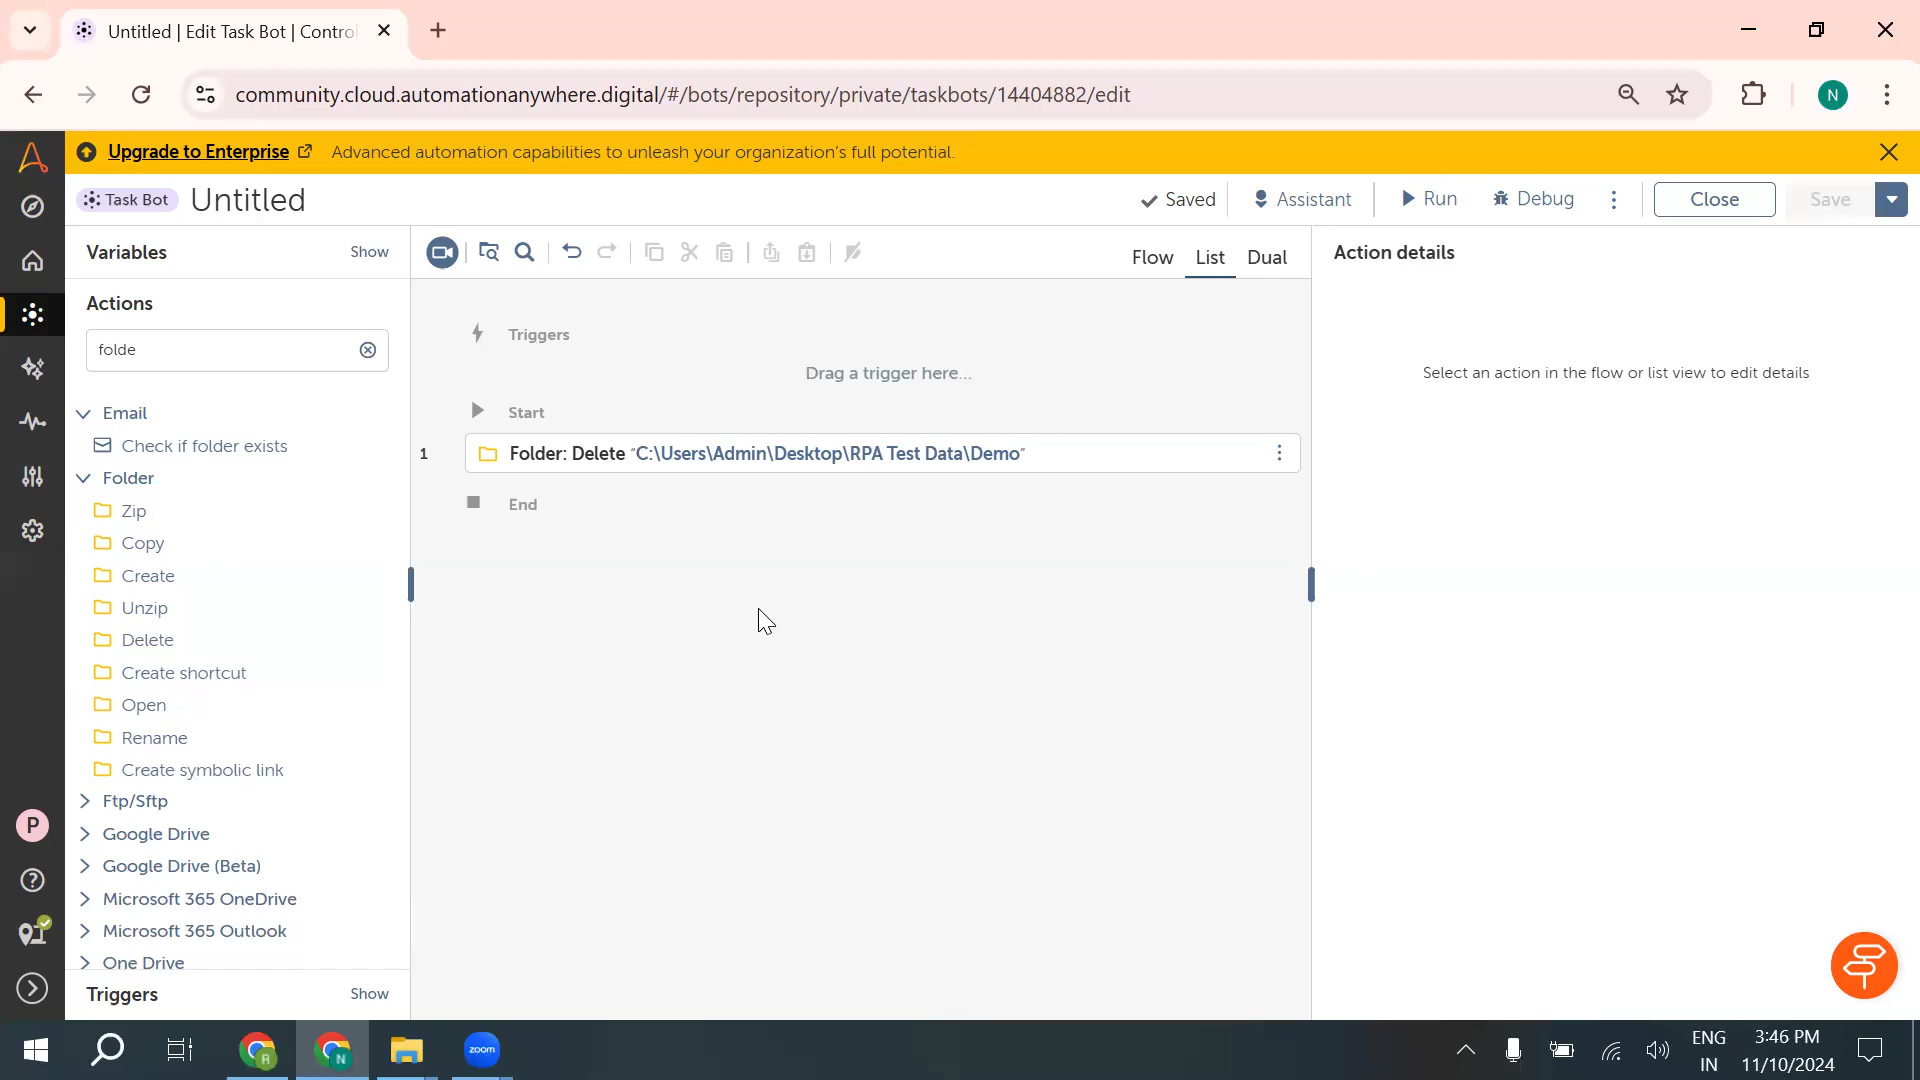 Untitled | Edit Task Bot | Contro
community.cloud.automationanywhere.digital/#/bots/repository/private/taskbots/14404882/edit
N
Upgrade to Enterprise Advanced automation capabilities to unleash your organization's full potential.
Task Bot Untitled Saved Assistant Run Debug Close Save
Variables Show
Flow List Dual
Action details
Actions
folde
Triggers
Drag a trigger here...
Select an action in the flow or list view to edit details
Start
1 Folder: Delete "C:\Users\Admin\Desktop\RPA Test Data\Demo"
End
Email
Check if folder exists
Folder
Zip
Copy
Create
Unzip
Delete
Create shortcut
Open
Rename
Create symbolic link
Ftp/Sftp
Google Drive
Google Drive (Beta)
Microsoft 365 OneDrive
Microsoft 365 Outlook
One Drive
Triggers Show
P
R
N
zoom
ENG
IN
3:46 PM
11/10/2024